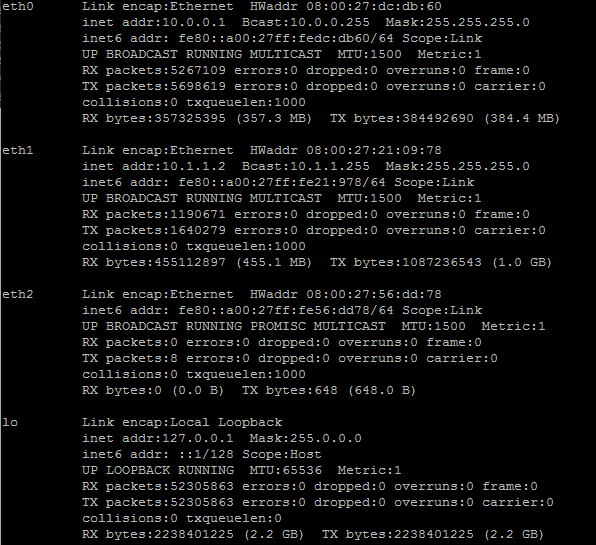 eth0      Link encap:Ethernet  HWaddr 08:00:27:dc:db:60
          inet addr:10.0.0.1  Bcast:10.0.0.255  Mask:255.255.255.0
          inet6 addr: fe80::a00:27ff:fedc:db60/64 Scope:Link
          UP BROADCAST RUNNING MULTICAST  MTU:1500  Metric:1
          RX packets:5267109 errors:0 dropped:0 overruns:0 frame:0
          TX packets:5698619 errors:0 dropped:0 overruns:0 carrier:0
          collisions:0 txqueuelen:1000
          RX bytes:357325395 (357.3 MB)  TX bytes:384492690 (384.4 MB)

eth1      Link encap:Ethernet  HWaddr 08:00:27:21:09:78
          inet addr:10.1.1.2  Bcast:10.1.1.255  Mask:255.255.255.0
          inet6 addr: fe80::a00:27ff:fe21:978/64 Scope:Link
          UP BROADCAST RUNNING MULTICAST  MTU:1500  Metric:1
          RX packets:1190671 errors:0 dropped:0 overruns:0 frame:0
          TX packets:1640279 errors:0 dropped:0 overruns:0 carrier:0
          collisions:0 txqueuelen:1000
          RX bytes:455112897 (455.1 MB)  TX bytes:1087236543 (1.0 GB)

eth2      Link encap:Ethernet  HWaddr 08:00:27:56:dd:78
          inet6 addr: fe80::a00:27ff:fe56:dd78/64 Scope:Link
          UP BROADCAST RUNNING PROMISC MULTICAST  MTU:1500  Metric:1
          RX packets:0 errors:0 dropped:0 overruns:0 frame:0
          TX packets:8 errors:0 dropped:0 overruns:0 carrier:0
          collisions:0 txqueuelen:1000
          RX bytes:0 (0.0 B)  TX bytes:648 (648.0 B)

lo        Link encap:Local Loopback
          inet addr:127.0.0.1  Mask:255.0.0.0
          inet6 addr: ::1/128 Scope:Host
          UP LOOPBACK RUNNING  MTU:65536  Metric:1
          RX packets:52305863 errors:0 dropped:0 overruns:0 frame:0
          TX packets:52305863 errors:0 dropped:0 overruns:0 carrier:0
          collisions:0 txqueuelen:0
          RX bytes:2238401225 (2.2 GB)  TX bytes:2238401225 (2.2 GB)